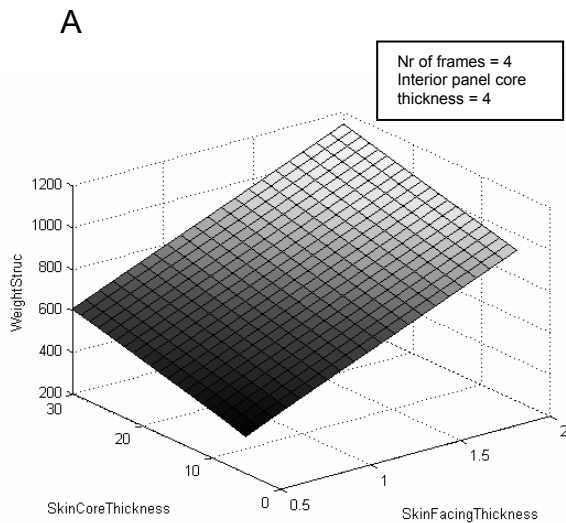 A
Nr of frames = 4
Interior panel core
thickness = 4
1200
1000
800
600
400
200
WeightStruc
30
20
10
0
SkinCoreThickness
0.5
1
1.5
2
SkinFacingThickness